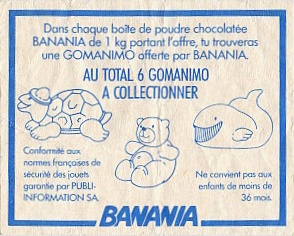 Dans chaque boîte de poudre chocolatée
BANANIA de 1 kg portant l'offre, tu trouveras
une GOMANIMO offerte par BANANIA.
AU TOTAL 6 GOMANIMO
A COLLECTIONNER
Conformité aux
normes françaises de
sécurité des jouets
garantie par PUBLI-
INFORMATION SA.
Ne convient pas aux
enfants de moins de
36 mois.
BANANIA